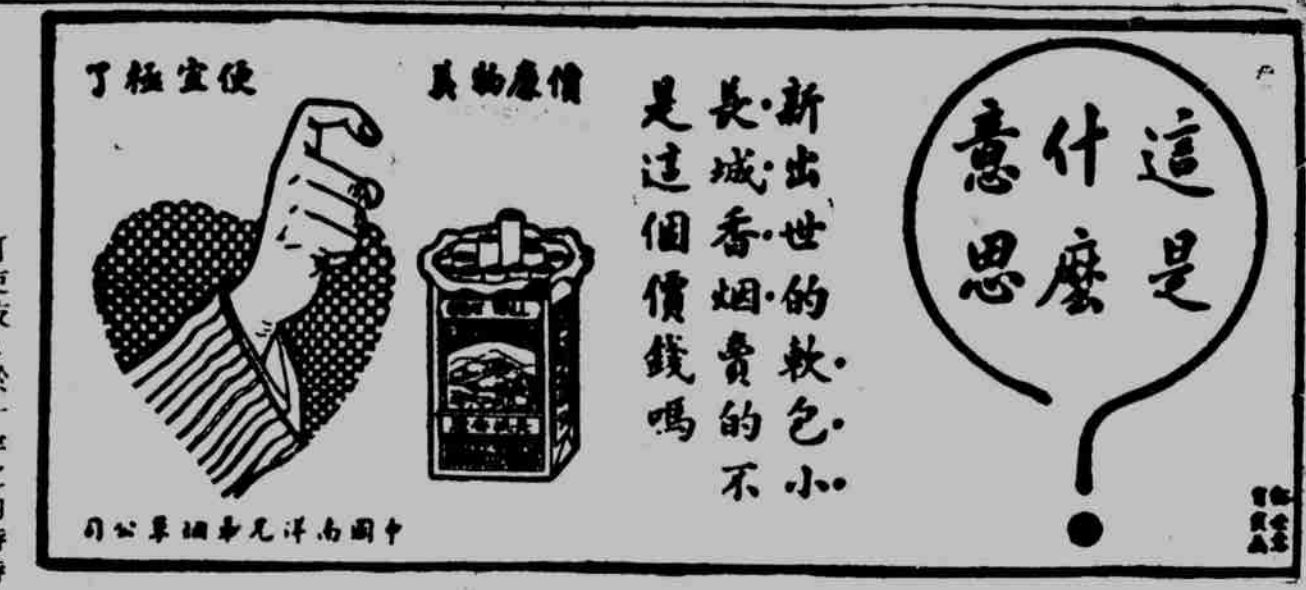 這是
什麼
意思
新出世的軟包小
長城香烟賣的不
是這個價錢嗎
價廉物美
便宜極了
中國南洋兄弟烟草公司